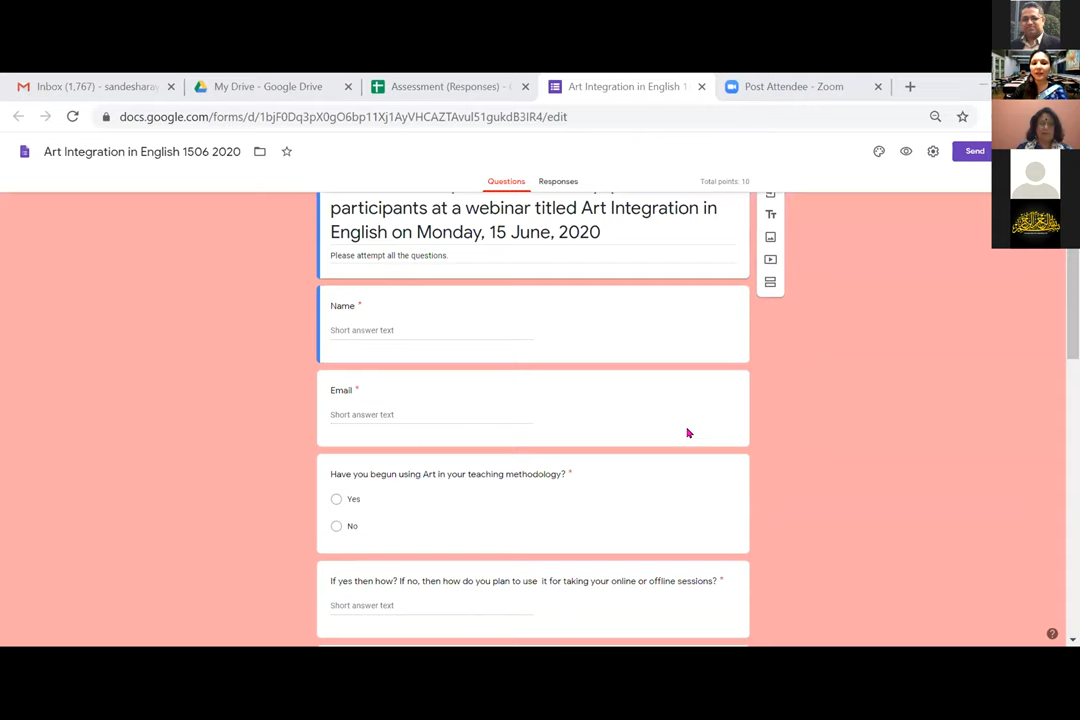 Inbox (1,767) - sandesharay
My Drive - Google Drive
Assessment (Responses) -
Art Integration in English 1
Post Attendee - Zoom
docs.google.com/forms/d/1bjF0Dq3pX0gO6bp11Xj1AyVHCAZTAvuI51gukdB3IR4/edit
Art Integration in English 1506 2020
Send
Questions
Responses
Total points: 10
participants at a webinar titled Art Integration in
English on Monday, 15 June, 2020
Please attempt all the questions.
Name *
Short answer text
Email *
Short answer text
Have you begun using Art in your teaching methodology? *
Yes
No
If yes then how? If no, then how do you plan to use it for taking your online or offline sessions? *
Short answer text